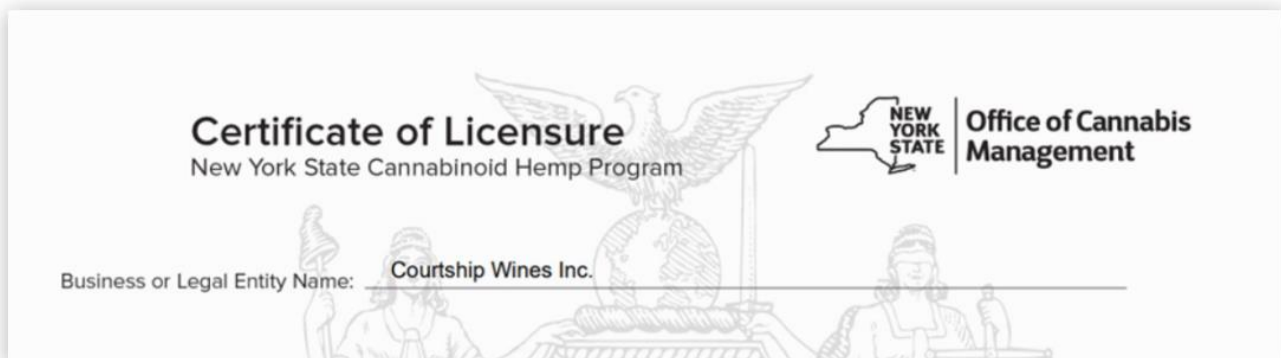 Certificate of Licensure
New York State Cannabinoid Hemp Program
NEW
YORK
STATE
Office of Cannabis
Management
Business or Legal Entity Name: Courtship Wines Inc.